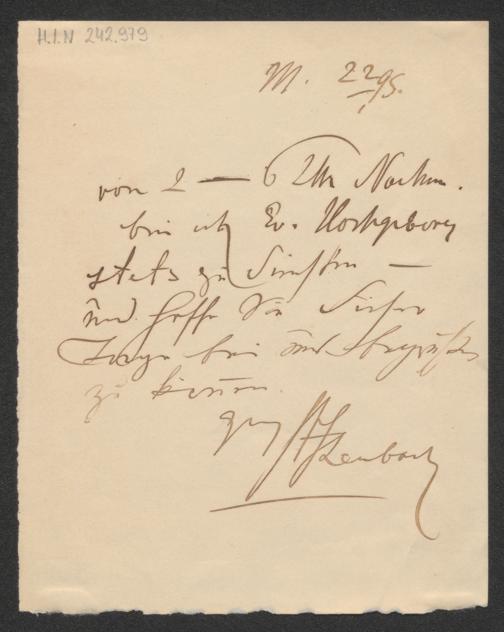 H.I.N 242.979
M. 22/1 95.
von 2 — 6 Uhr Nachm.
bin ich Ew. Hochgeboren
stets zu Diensten —
und hoffe Sie dieser
Tage bei mir begrüßen
zu können.
FLenbach